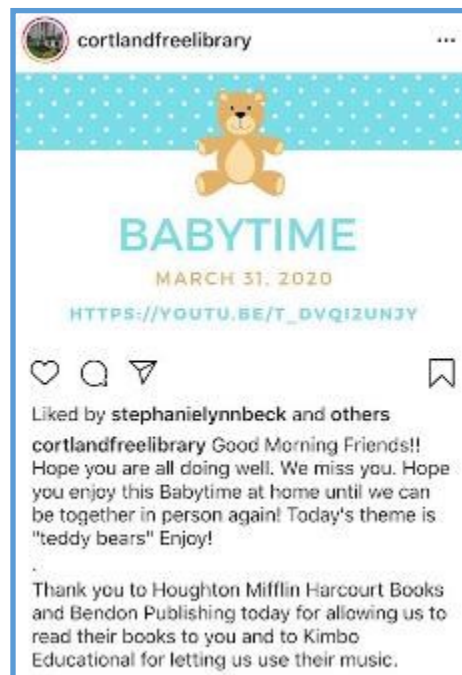 cortlandfreelibrary
BABYTIME
MARCH 31, 2020
HTTPS://YOUTU.BE/T_DVQI2UNJY
Liked by stephanielynnbeck and others
cortlandfreelibrary Good Morning Friends!!
Hope you are all doing well. We miss you. Hope
you enjoy this Babytime at home until we can
be together in person again! Today's theme is
"teddy bears" Enjoy!
.
Thank you to Houghton Mifflin Harcourt Books
and Bendon Publishing today for allowing us to
read their books to you and to Kimbo
Educational for letting us use their music.